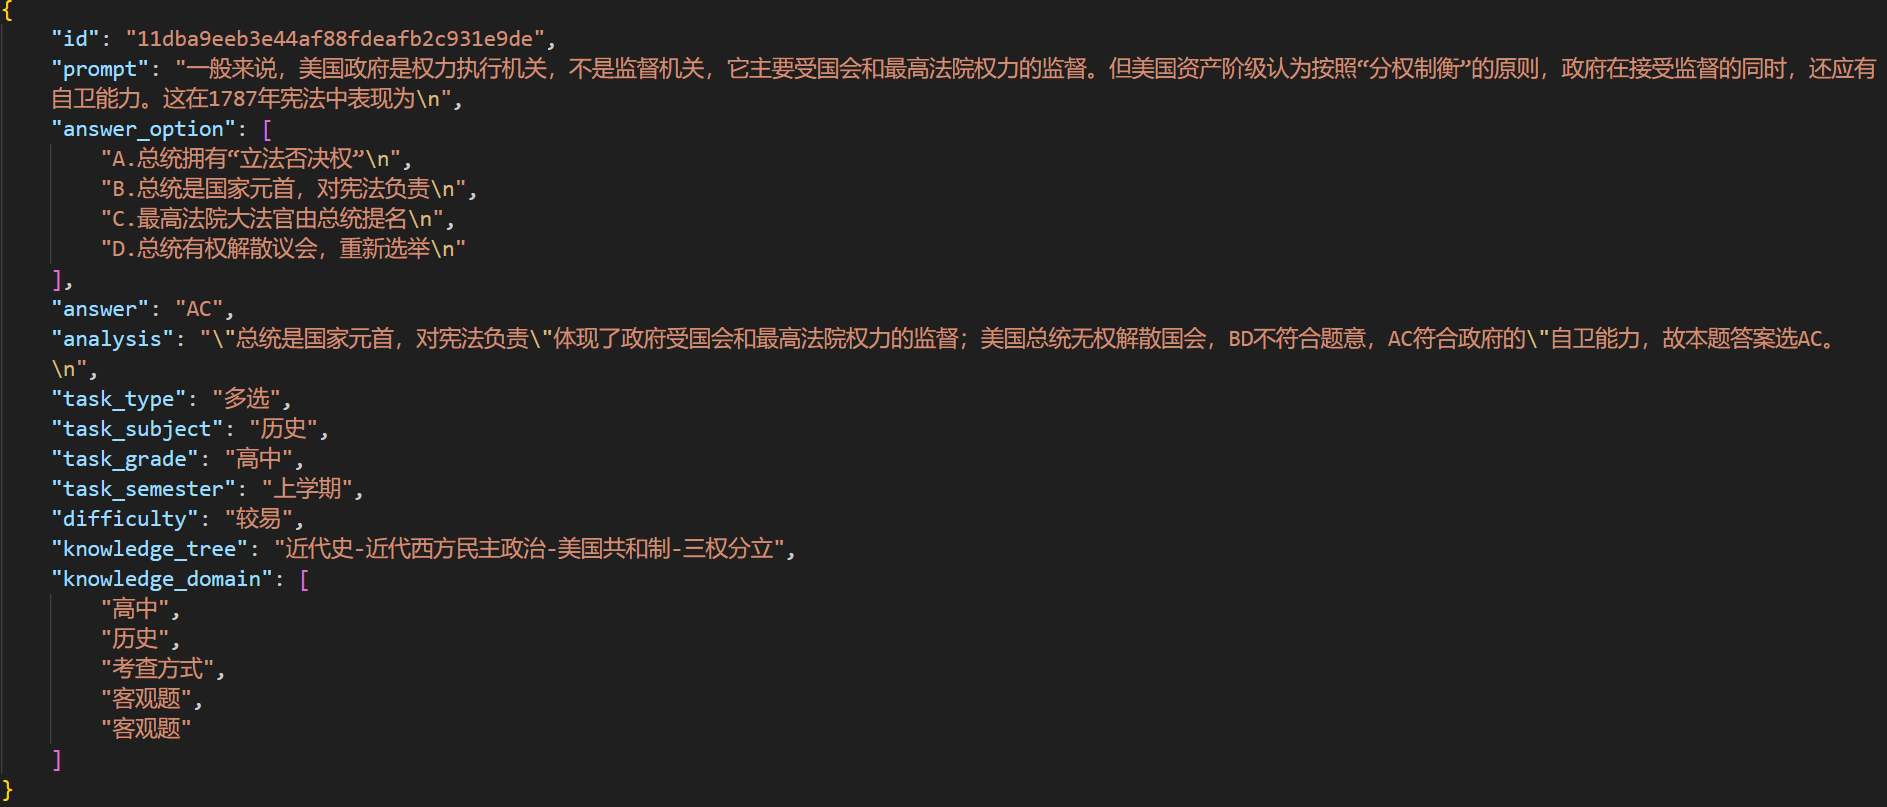 {
"id": "11dba9eeb3e44af88fdeafb2c931e9de",
"prompt": "一般来说，美国政府是权力执行机关，不是监督机关，它主要受国会和最高法院权力的监督。但美国资产阶级认为按照“分权制衡”的原则，政府在接受监督的同时，还应有
自卫能力。这在1787年宪法中表现为\n",
"answer_option": [
"A.总统拥有“立法否决权”\n",
"B.总统是国家元首，对宪法负责\n",
"C.最高法院大法官由总统提名\n",
"D.总统有权解散议会，重新选举\n"
],
"answer": "AC",
"analysis": "\"总统是国家元首，对宪法负责\"体现了政府受国会和最高法院权力的监督；美国总统无权解散国会，BD不符合题意，AC符合政府的\"自卫能力，故本题答案选AC。
\n",
"task_type": "多选",
"task_subject": "历史",
"task_grade": "高中",
"task_semester": "上学期",
"difficulty": "较易",
"knowledge_tree": "近代史-近代西方民主政治-美国共和制-三权分立",
"knowledge_domain": [
"高中",
"历史",
"考查方式",
"客观题",
"客观题"
]
}